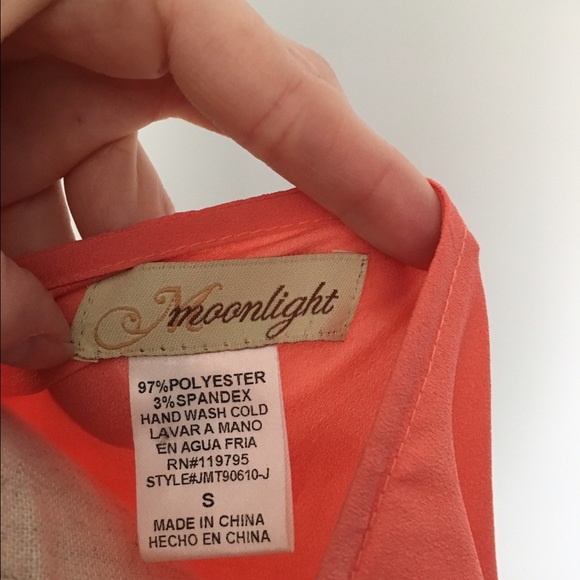 Mmoonlight
97%POLYESTER
3%SPANDEX
HAND WASH COLD
LAVAR A MANO
EN AGUA FRIA
RN#119795
STYLE#JMT90610-J
S
MADE IN CHINA
HECHO EN CHINA